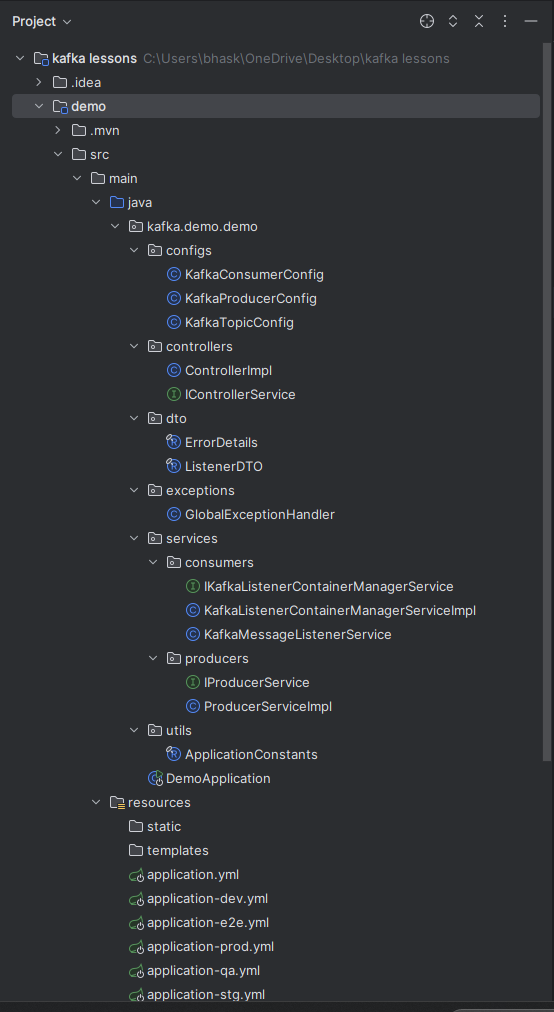 Project
kafka lessons C:\Users\bhask\OneDrive\Desktop\kafka lessons
.idea
demo
.mvn
src
main
java
kafka.demo.demo
configs
KafkaConsumerConfig
KafkaProducerConfig
KafkaTopicConfig
controllers
ControllerImpl
IControllerService
dto
ErrorDetails
ListenerDTO
exceptions
GlobalExceptionHandler
services
consumers
IKafkaListenerContainerManagerService
KafkaListenerContainerManagerServiceImpl
KafkaMessageListenerService
producers
IProducerService
ProducerServiceImpl
utils
ApplicationConstants
DemoApplication
resources
static
templates
application.yml
application-dev.yml
application-e2e.yml
application-prod.yml
application-qa.yml
application-stg.yml